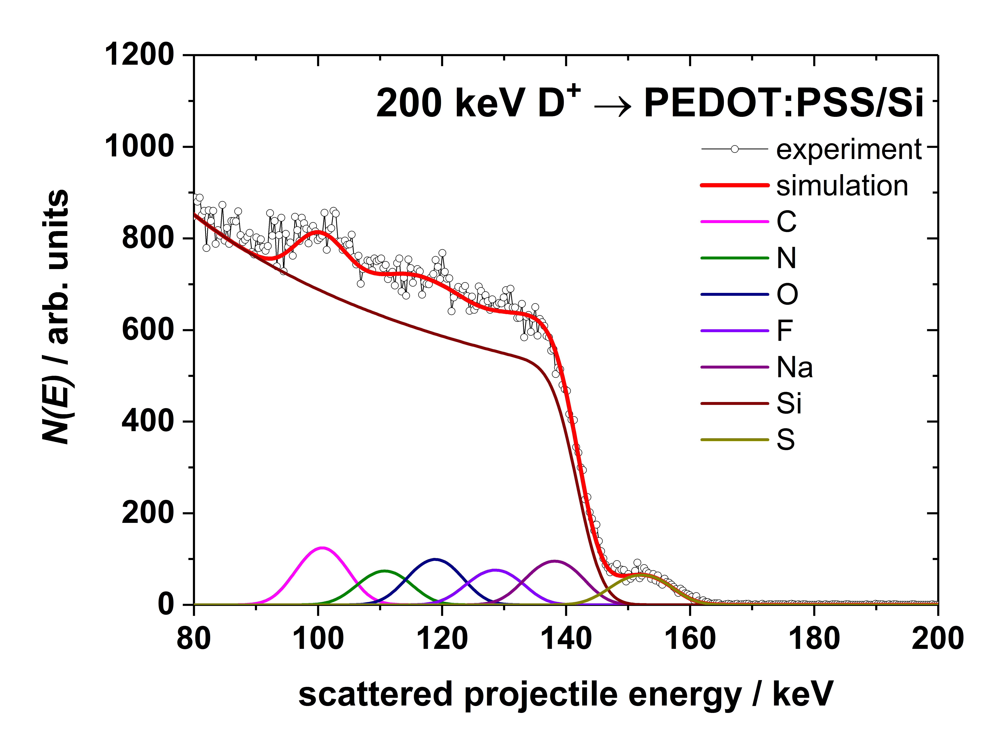 200 keV D⁺ → PEDOT:PSS/Si
experiment
simulation
C
N
O
F
Na
Si
S
N(E) / arb. units
1200
1000
800
600
400
200
0
80 100 120 140 160 180 200
scattered projectile energy / keV